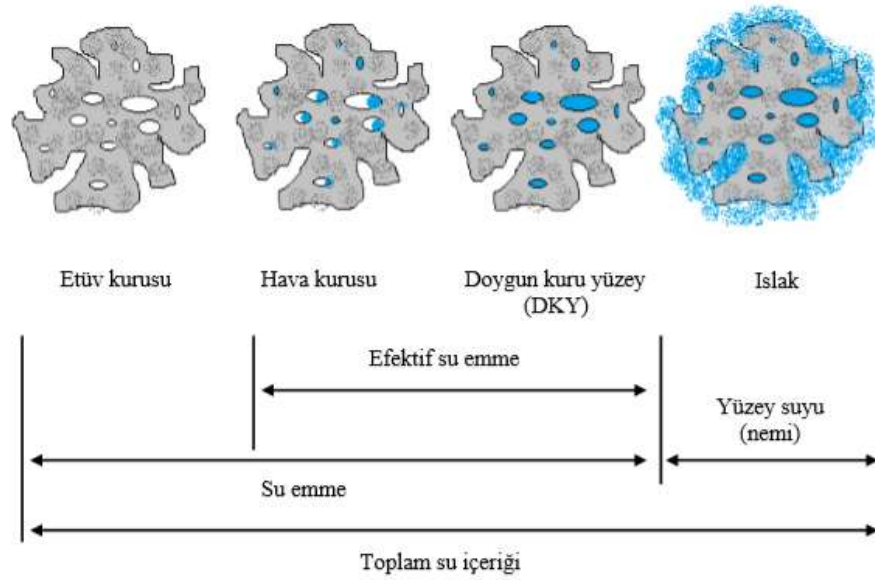 Etüv kurusu
Hava kurusu
Doygun kuru yüzey
(DKY)
Islak
Efektif su emme
Yüzey suyu
(nemi)
Su emme
Toplam su içeriği